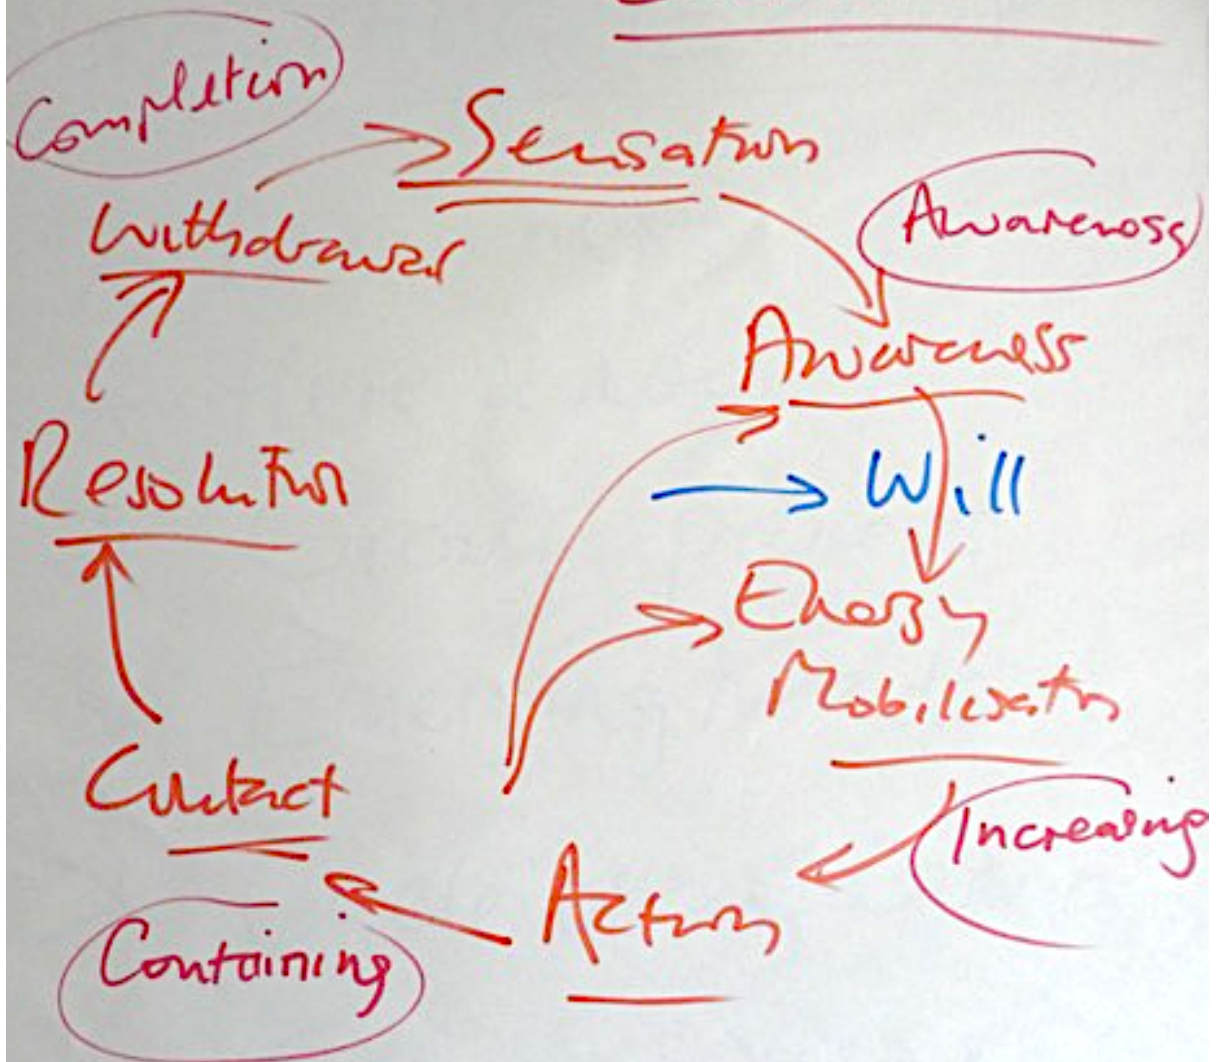 Completion
Sensation
Withdrawal
Awareness
Awareness
Will
Resolution
Energy
Mobilisation
Contact
Increasing
Action
Containing